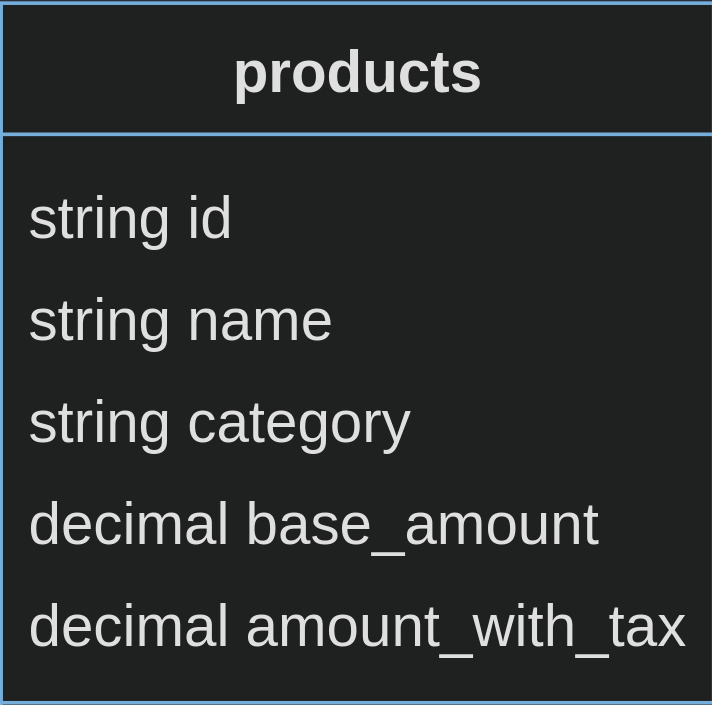 products
string id
string name
string category
decimal base_amount
decimal amount_with_tax